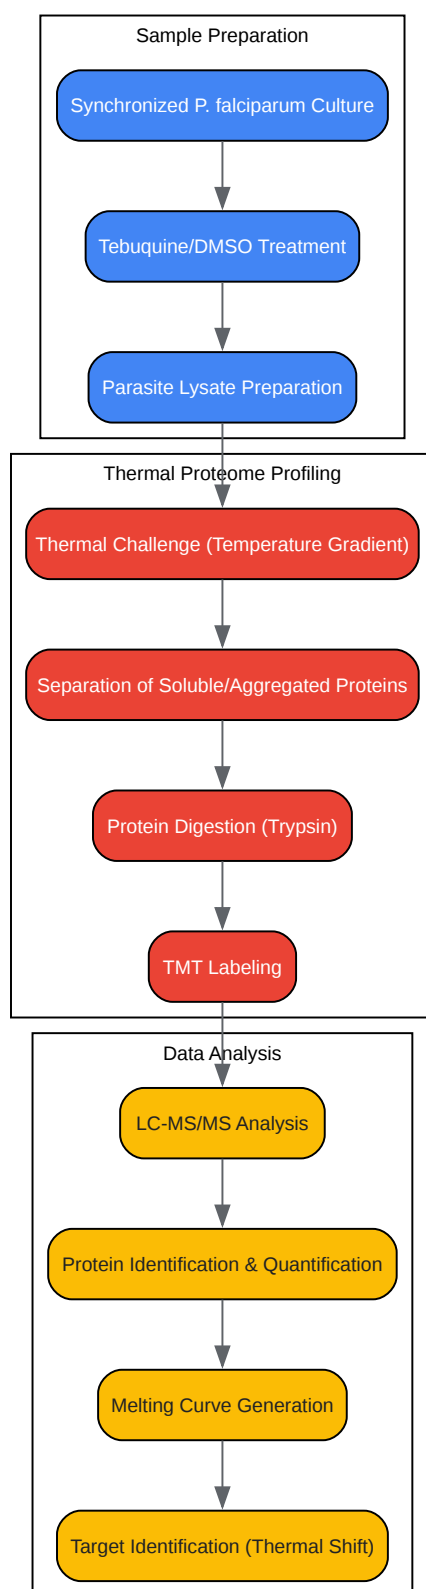 Sample Preparation
Synchronized P. falciparum Culture
Tebuquine/DMSO Treatment
Parasite Lysate Preparation
Thermal Proteome Profiling
Thermal Challenge (Temperature Gradient)
Separation of Soluble/Aggregated Proteins
Protein Digestion (Trypsin)
TMT Labeling
Data Analysis
LC-MS/MS Analysis
Protein Identification & Quantification
Melting Curve Generation
Target Identification (Thermal Shift)